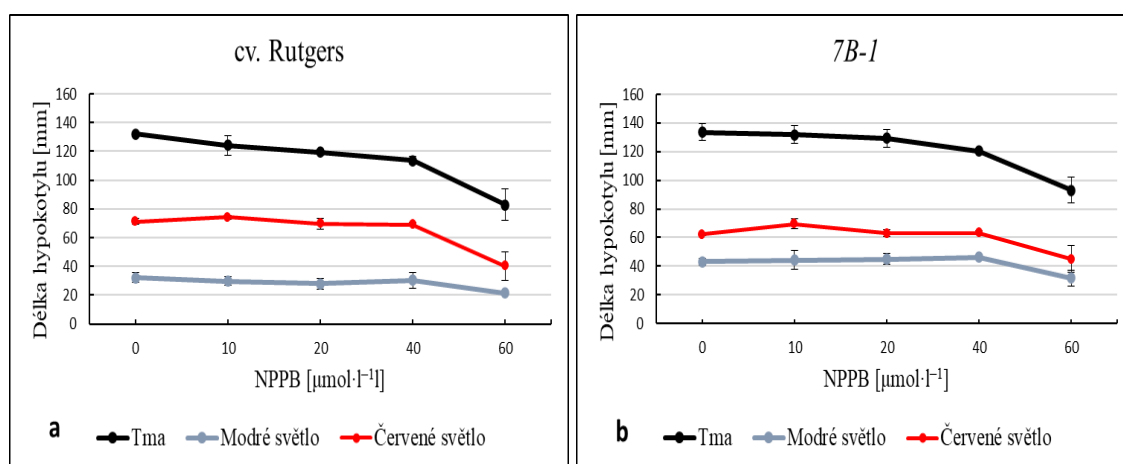 cv. Rutgers
Délka hypokotylu [mm]
160
140
120
100
80
60
40
20
0
0 10 20 40 60
NPPB [µmol·l⁻¹l]
a
Tma Modré světlo Červené světlo
7B-1
Délka hypokotylu [mm]
160
140
120
100
80
60
40
20
0
0 10 20 40 60
NPPB [µmol·l⁻¹]
b
Tma Modré světlo Červené světlo